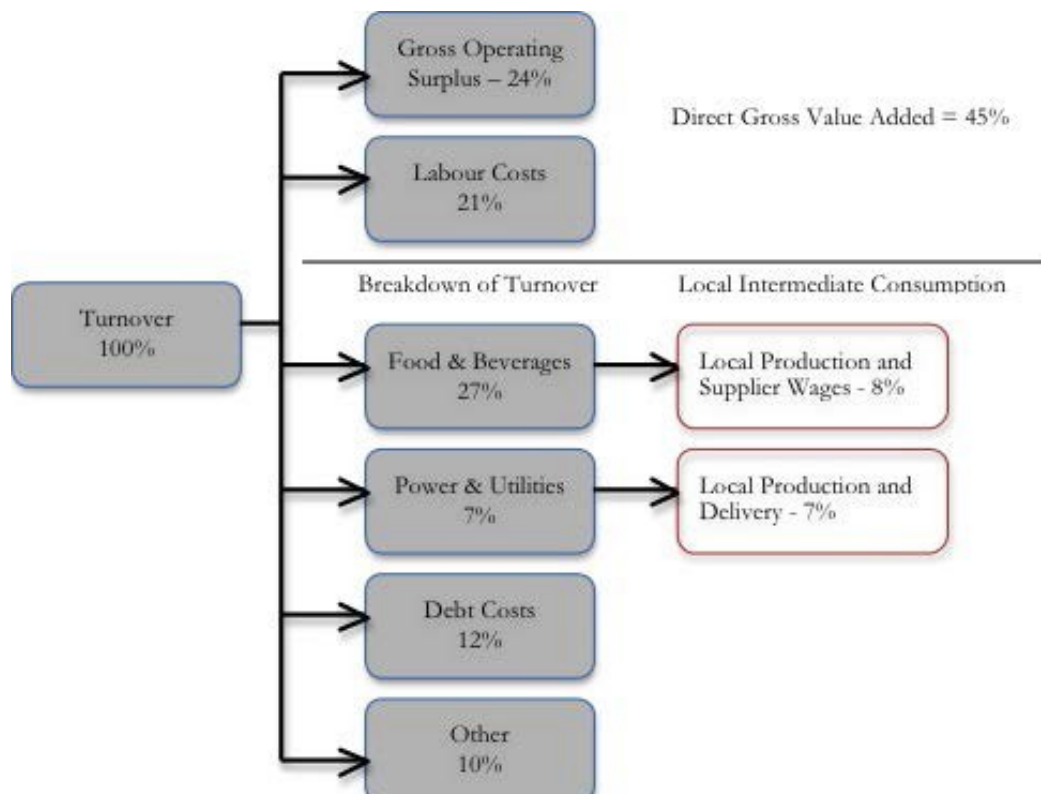 Gross Operating
Surplus – 24%
Direct Gross Value Added = 45%
Labour Costs
21%
Breakdown of Turnover
Local Intermediate Consumption
Turnover
100%
Food & Beverages
27%
Local Production and
Supplier Wages - 8%
Power & Utilities
7%
Local Production and
Delivery - 7%
Debt Costs
12%
Other
10%